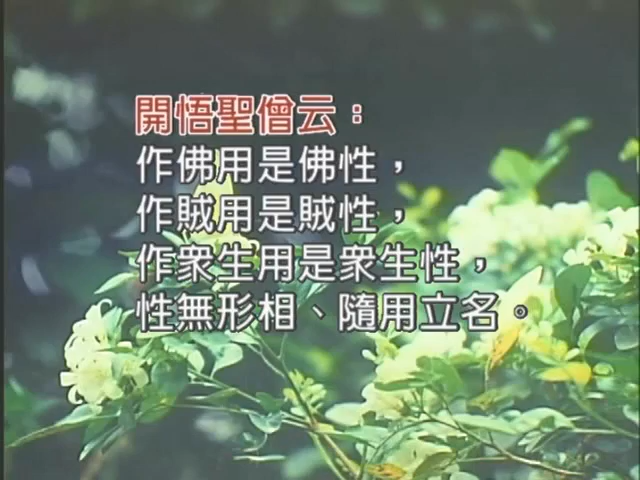 開悟聖僧云：
作佛用是佛性，
作賊用是賊性，
作衆生用是衆生性，
性無形相、隨用立名。